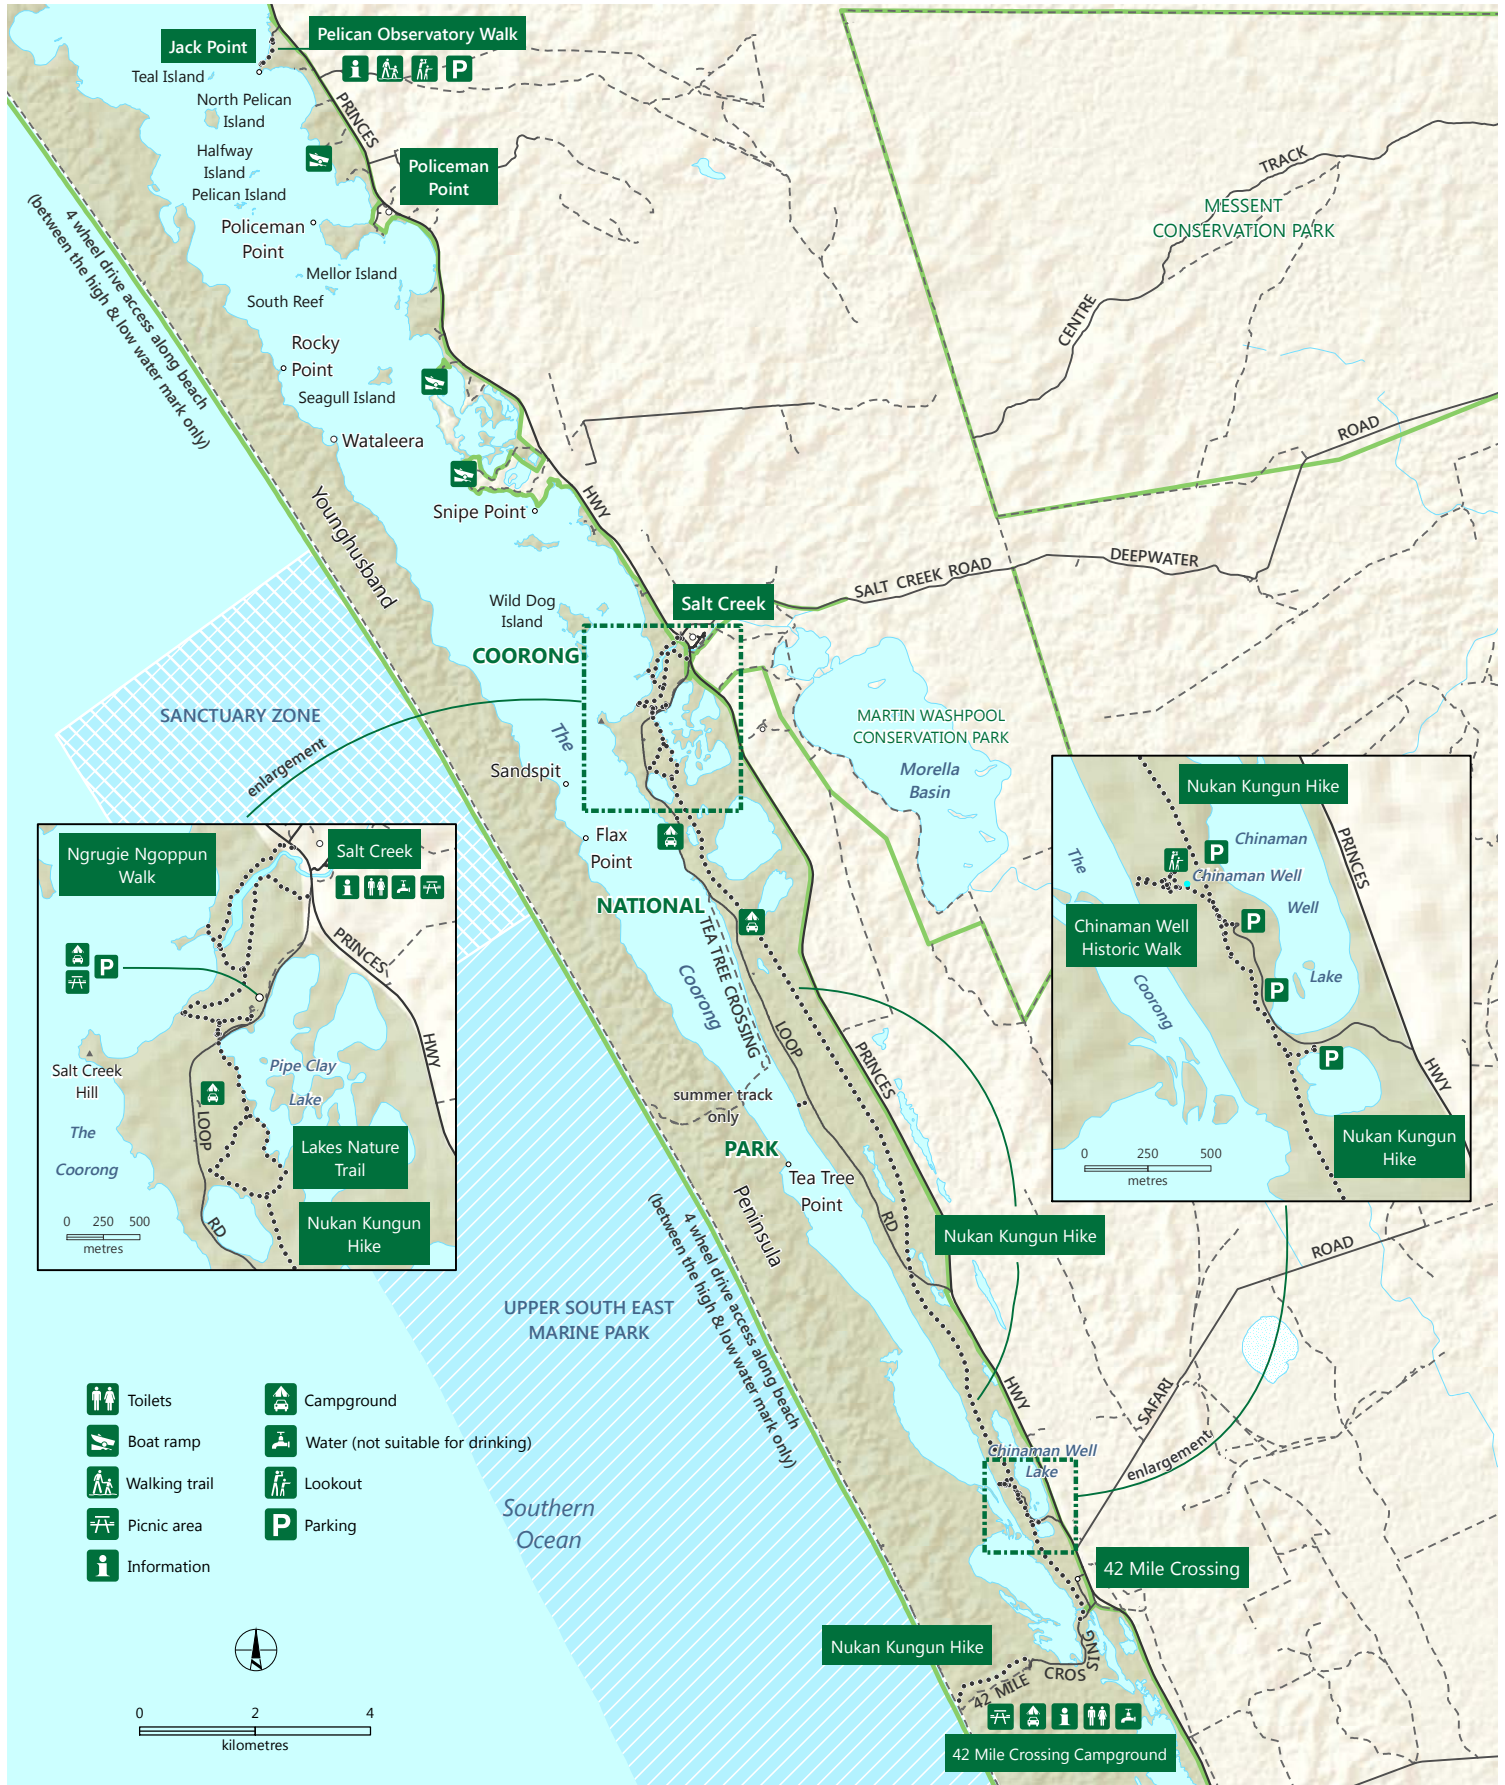 Jack Point
Pelican Observatory Walk
Teal Island
North Pelican
Island
PRINCES
Halfway
Island
Policeman
Point
Pelican Island
Policeman
Point
Mellor Island
South Reef
4 wheel drive access along beach
(between the high & low water mark only)
Rocky
Point
Seagull Island
Wataleera
Snipe Point
HWY
TRACK
MESSENT
CONSERVATION PARK
CENTRE
ROAD
DEEPWATER
SALT CREEK ROAD
Younghusband
Wild Dog
Island
Salt Creek
COORONG
SANCTUARY ZONE
enlargement
The
Sandspit
MARTIN WASHPOOL
CONSERVATION PARK
Morella
Basin
Flax
Point
NATIONAL
TEA TREE CROSSING
Coorong
LOOP
PRINCES
summer track
only
PARK
Tea Tree
Point
Peninsula
RD
Nukan Kungun Hike
4 wheel drive access along beach
(between the high & low water mark only)
UPPER SOUTH EAST
MARINE PARK
Ngrugie Ngoppun
Walk
Salt Creek
PRINCES
HWY
Salt Creek
Hill
Pipe Clay
Lake
LOOP
The
Coorong
Lakes Nature
Trail
RD
Nukan Kungun
Hike
0 250 500
metres
Nukan Kungun Hike
Chinaman
PRINCES
The
Chinaman Well
Well
Chinaman Well
Historic Walk
Lake
Coorong
HWY
Nukan Kungun
Hike
0 250 500
metres
ROAD
SAFARI
HWY
enlargement
Chinaman Well
Lake
42 Mile Crossing
Nukan Kungun Hike
42 MILE
CROS
SING
42 Mile Crossing Campground
Southern
Ocean
Toilets
Campground
Boat ramp
Water (not suitable for drinking)
Walking trail
Lookout
Picnic area
P
Parking
Information
N
0 2 4
kilometres